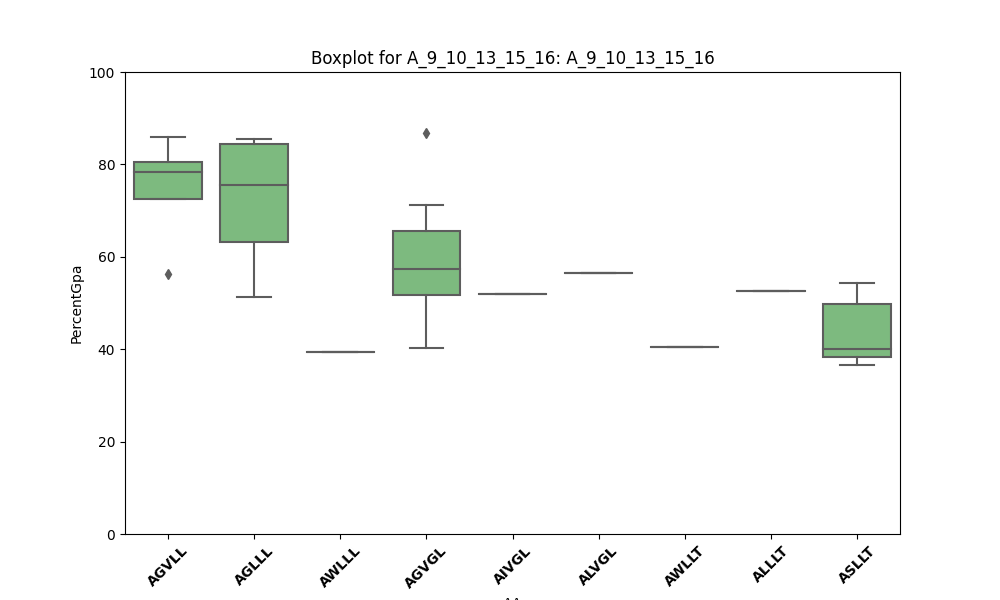 Boxplot for A_9_10_13_15_16: A_9_10_13_15_16
100
80
60
40
20
0
PercentGpa
AGVLL
AGLLL
AWLLL
AGVGL
AIVGL
ALVGL
AWLLT
ALLLT
ASLLT